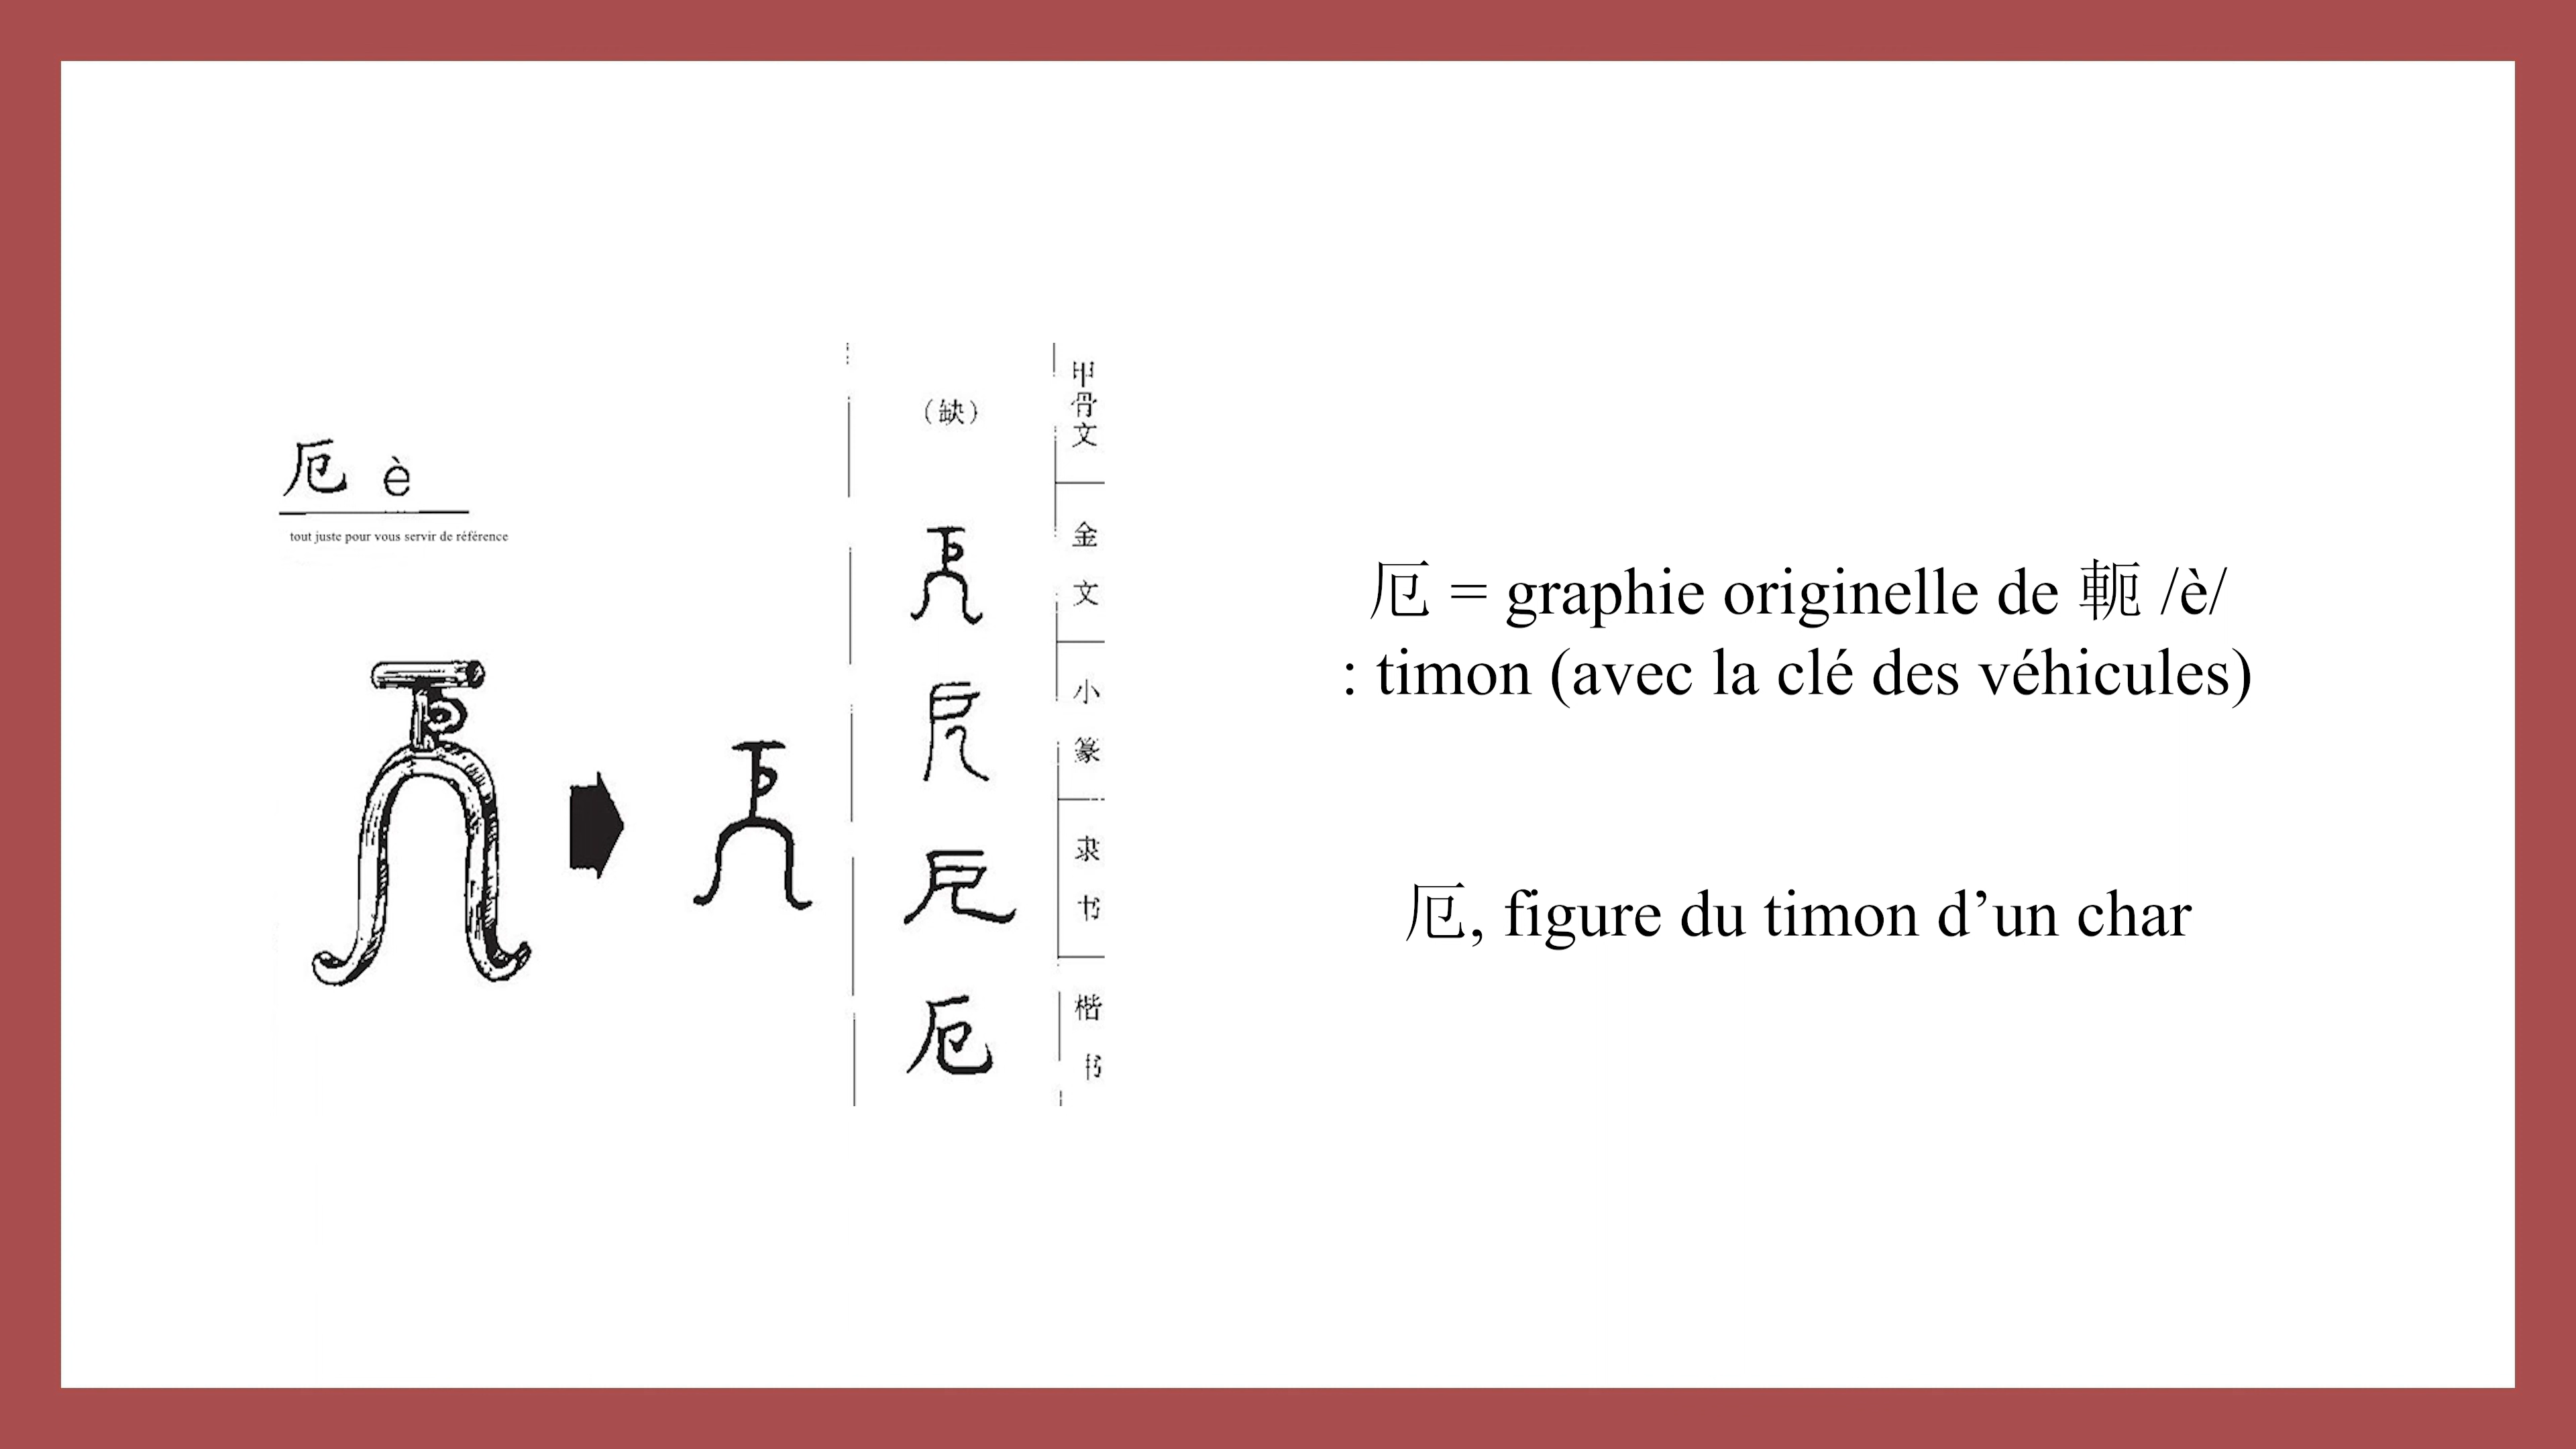 厄 è
tout juste pour vous servir de référence
（缺）
甲骨文
金文
小篆
隶书
楷书
厄
厄 = graphie originelle de 軛 /è/
: timon (avec la clé des véhicules)
厄, figure du timon d’un char